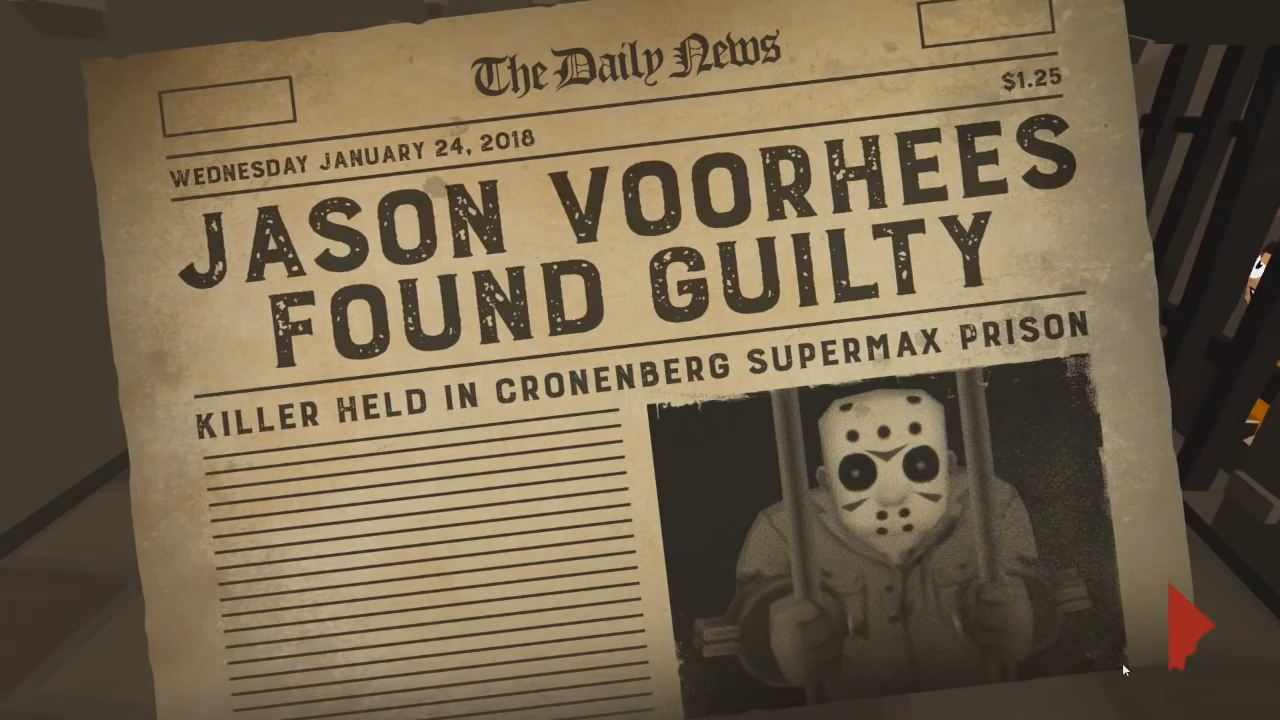 The Daily News
$1.25
WEDNESDAY JANUARY 24, 2018
JASON VOORHEES
FOUND GUILTY
KILLER HELD IN CRONENBERG SUPERMAX PRISON